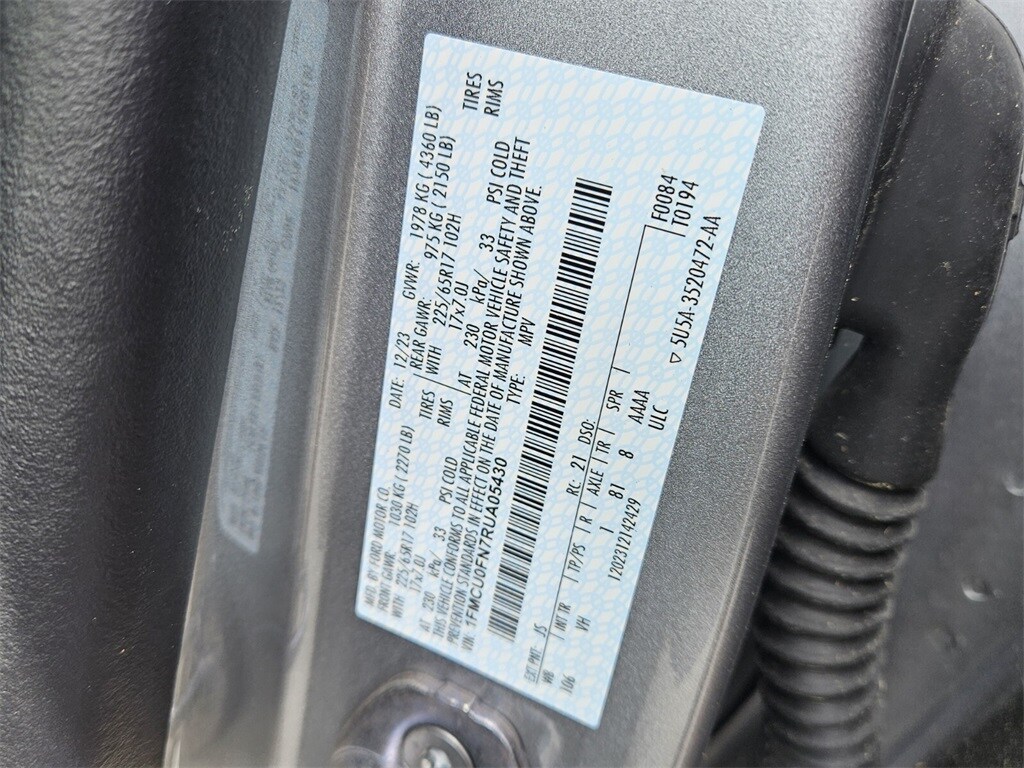 MFD. BY FORD MOTOR CO. DATE: 12/23 GVWR: 1978 KG ( 4360 LB)
FRONT GAWR: 1030 KG ( 2270 LB) REAR GAWR: 975 KG ( 2150 LB)
WITH 225/65R17 102H TIRES WITH 225/65R17 102H TIRES
17x7.0J RIMS 17x7.0J RIMS
AT 230 kPa/ 33 PSI COLD AT 230 kPa/ 33 PSI COLD
THIS VEHICLE CONFORMS TO ALL APPLICABLE FEDERAL MOTOR VEHICLE SAFETY AND THEFT
PREVENTION STANDARDS IN EFFECT ON THE DATE OF MANUFACTURE SHOWN ABOVE.
VIN: 1FMCU0FN7RUA05430 TYPE: MPV
EXT PNT: JS RC: 21 DSO: F0084
WB | INT TR | TP/PS | R | AXLE | TR | SPR | T0194
106 VH 1 81 8 AAAA
ULC
1202312142429 ▽ 5U5A-3520472-AA